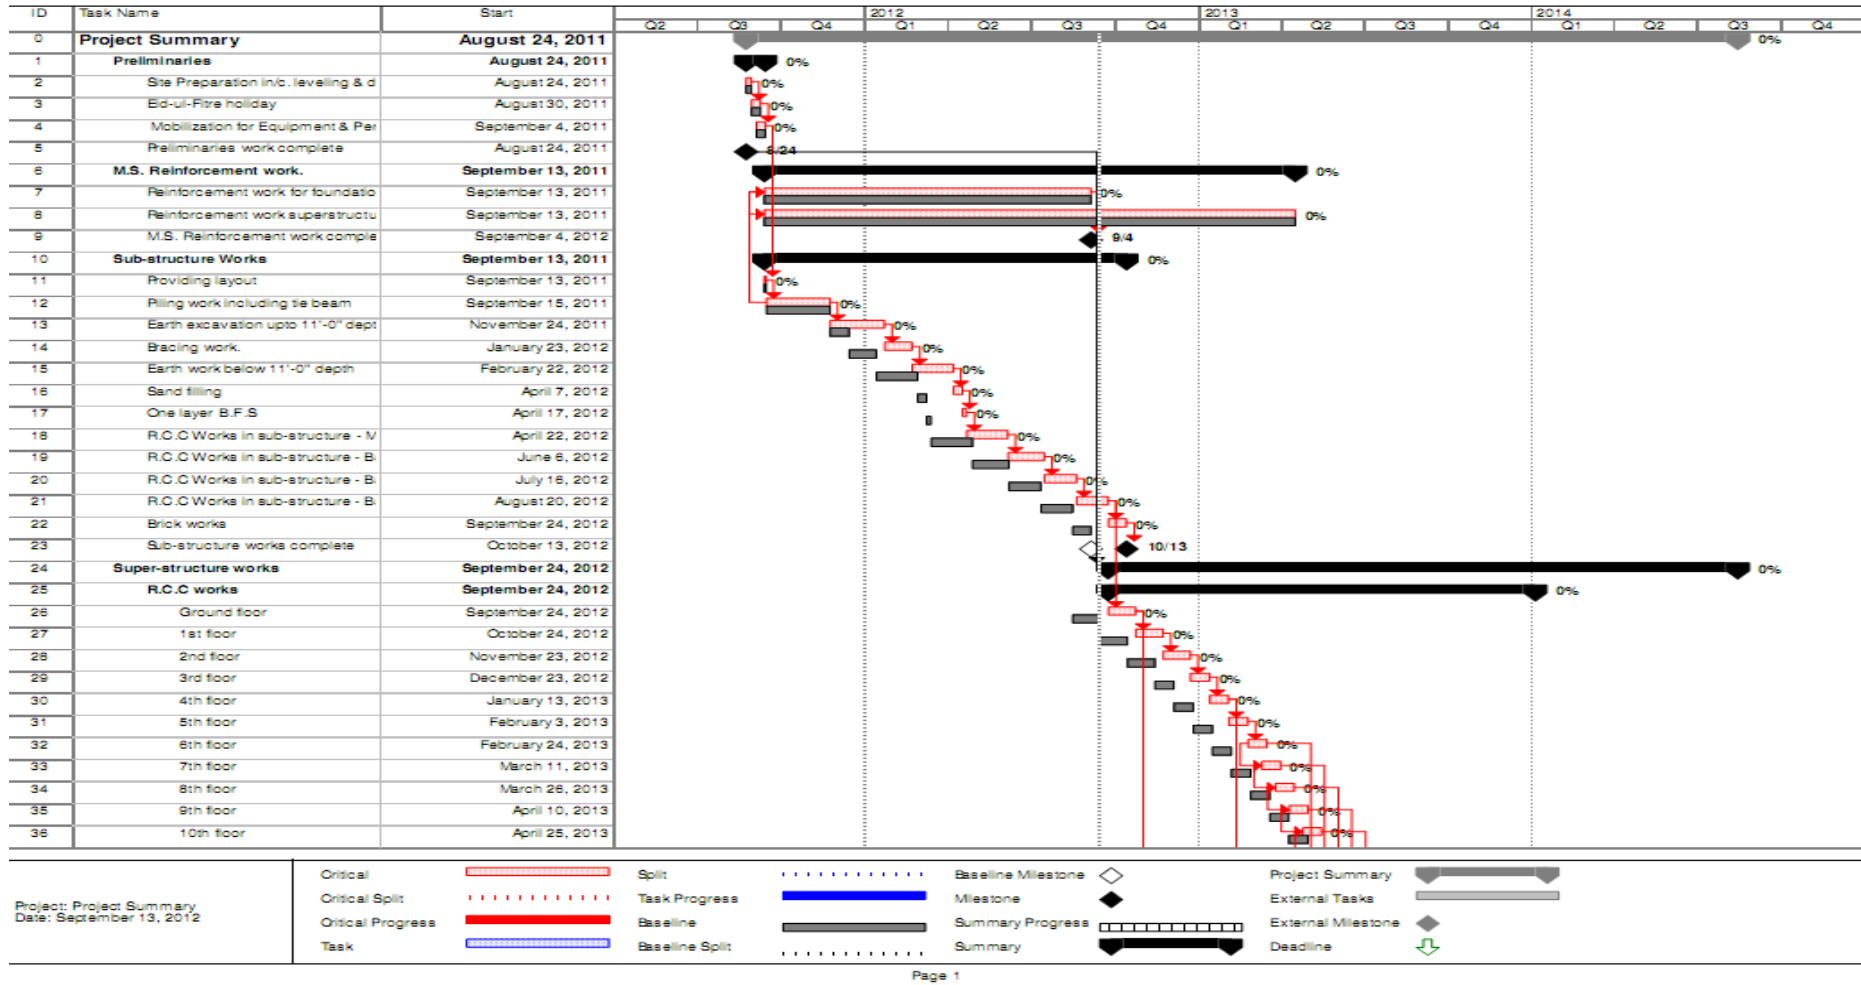 ID Task Name Start 2012 2013 2014
Q2 Q3 Q4 Q1 Q2 Q3 Q4 Q1 Q2 Q3 Q4 Q1 Q2 Q3 Q4
0 Project Summary August 24, 2011 0%
1 Preliminaries August 24, 2011 0%
2 Site Preparation in/c. leveling & d August 24, 2011 0%
3 Eid-ul-Fitre holiday August 30, 2011 0%
4 Mobilization for Equipment & Per September 4, 2011 0%
5 Preliminaries work complete August 24, 2011 8/24
6 M.S. Reinforcement work. September 13, 2011 0%
7 Reinforcement work for foundatio September 13, 2011 0%
8 Reinforcement work superstructu September 13, 2011 0%
9 M.S. Reinforcement work comple September 4, 2012 9/4
10 Sub-structure Works September 13, 2011 0%
11 Providing layout September 13, 2011 0%
12 Piling work including tie beam September 15, 2011 0%
13 Earth excavation upto 11'-0" dept November 24, 2011 0%
14 Bracing work. January 23, 2012 0%
15 Earth work below 11'-0" depth February 22, 2012 0%
16 Sand filling April 7, 2012 0%
17 One layer B.F.S April 17, 2012 0%
18 R.C.C Works in sub-structure - M April 22, 2012 0%
19 R.C.C Works in sub-structure - B June 6, 2012 0%
20 R.C.C Works in sub-structure - B July 16, 2012 0%
21 R.C.C Works in sub-structure - B August 20, 2012 0%
22 Brick works September 24, 2012 0%
23 Sub-structure works complete October 13, 2012 10/13
24 Super-structure works September 24, 2012 0%
25 R.C.C works September 24, 2012 0%
26 Ground floor September 24, 2012 0%
27 1st floor October 24, 2012 0%
28 2nd floor November 23, 2012 0%
29 3rd floor December 23, 2012 0%
30 4th floor January 13, 2013 0%
31 5th floor February 3, 2013 0%
32 6th floor February 24, 2013 0%
33 7th floor March 11, 2013 0%
34 8th floor March 26, 2013 0%
35 9th floor April 10, 2013 0%
36 10th floor April 25, 2013 0%
Project: Project Summary
Date: September 13, 2012
Critical Split Baseline Milestone Project Summary
Critical Split Task Progress Milestone External Tasks
Critical Progress Baseline Summary Progress External Milestone
Task Baseline Split Summary Deadline
Page 1